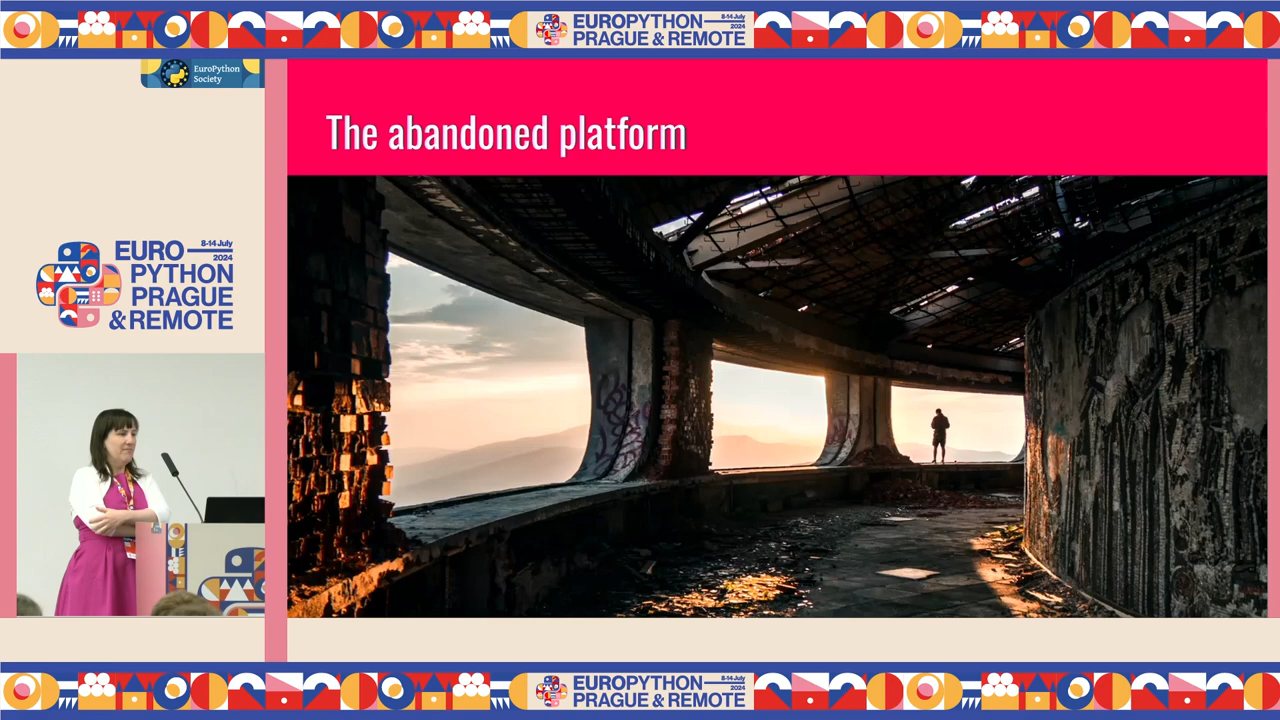 EUROPYTHON 8-14 July
2024
PRAGUE & REMOTE
EuroPython
Society
The abandoned platform
EURO 8-14 July
2024
PYTHON
PRAGUE
& REMOTE
EUROPYTHON 8-14 July
2024
PRAGUE & REMOTE